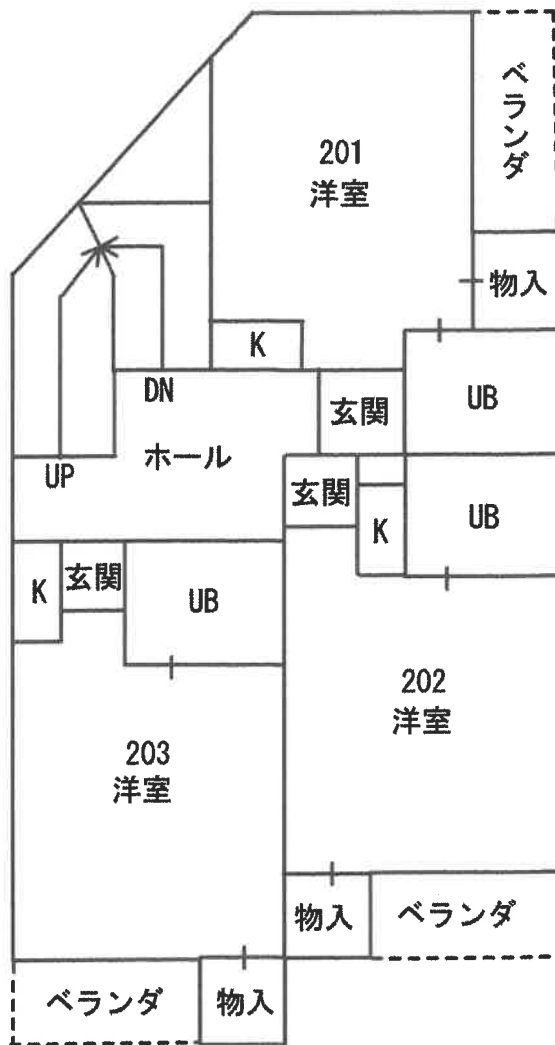 201
洋室
ベランダ
物入
K
DN
玄関
UB
ホール
UP
玄関
K
UB
K
玄関
UB
202
洋室
203
洋室
物入
ベランダ
ベランダ
物入